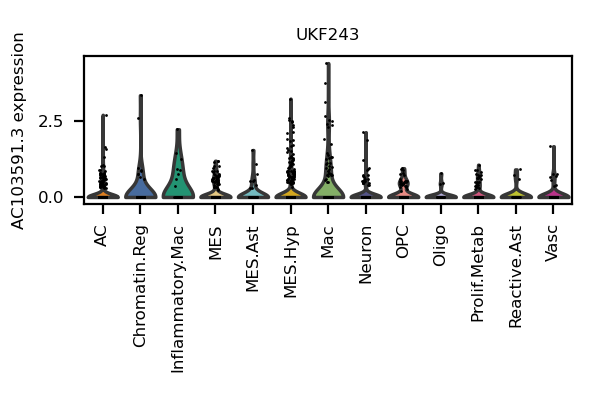 UKF243
AC103591.3 expression
2.5
0.0
AC
Chromatin.Reg
Inflammatory.Mac
MES
MES.Ast
MES.Hyp
Mac
Neuron
OPC
Oligo
Prolif.Metab
Reactive.Ast
Vasc